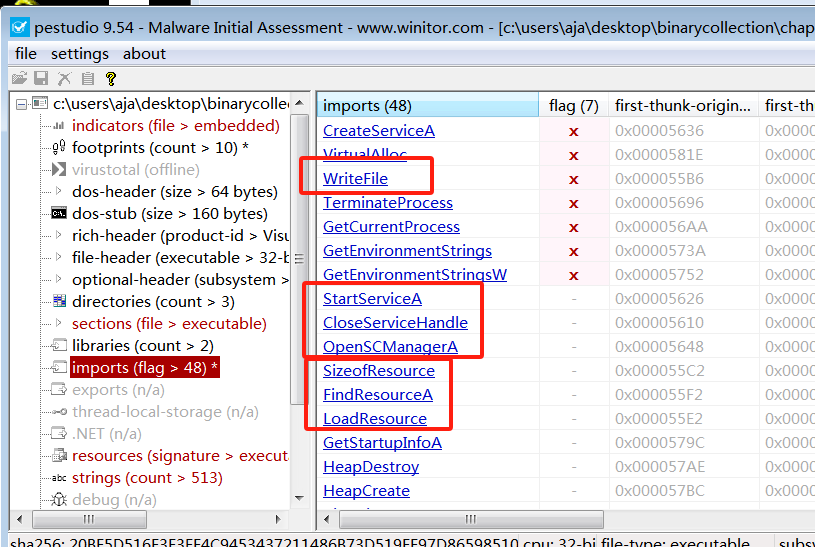 pestudio 9.54 - Malware Initial Assessment - www.winitor.com - [c:\users\aja\desktop\binarycollection\chap
file settings about
c:\users\aja\desktop\binarycollec
indicators (file > embedded)
footprints (count > 10) *
virustotal (offline)
dos-header (size > 64 bytes)
dos-stub (size > 160 bytes)
rich-header (product-id > Visu
file-header (executable > 32-b
optional-header (subsystem >
directories (count > 3)
sections (file > executable)
libraries (count > 2)
imports (flag > 48) *
exports (n/a)
thread-local-storage (n/a)
.NET (n/a)
resources (signature > execut
abc strings (count > 513)
debug (n/a)
imports (48) flag (7) first-thunk-origin... first-th
CreateServiceA x 0x00005636 0x0000
VirtualAlloc x 0x0000581E 0x0000
WriteFile x 0x000055B6 0x0000
TerminateProcess x 0x00005696 0x0000
GetCurrentProcess x 0x000056AA 0x0000
GetEnvironmentStrings x 0x0000573A 0x0000
GetEnvironmentStringsW x 0x00005752 0x0000
StartServiceA - 0x00005626 0x0000
CloseServiceHandle - 0x00005610 0x0000
OpenSCManagerA - 0x00005648 0x0000
SizeofResource - 0x000055C2 0x0000
FindResourceA - 0x000055F2 0x0000
LoadResource - 0x000055E2 0x0000
GetStartupInfoA - 0x0000579C 0x0000
HeapDestroy - 0x000057AE 0x0000
HeapCreate - 0x000057BC 0x0000
cpu: 32-bi file-type: executable subsy